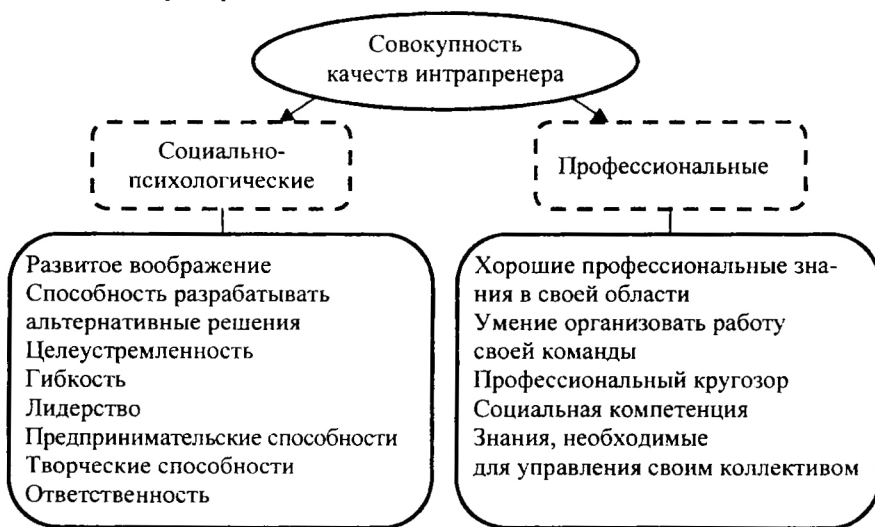 Совокупность
качеств интрапренера
Социально-
психологические
Профессиональные
Развитое воображение
Способность разрабатывать
альтернативные решения
Целеустремленность
Гибкость
Лидерство
Предпринимательские способности
Творческие способности
Ответственность
Хорошие профессиональные зна-
ния в своей области
Умение организовать работу
своей команды
Профессиональный кругозор
Социальная компетенция
Знания, необходимые
для управления своим коллективом